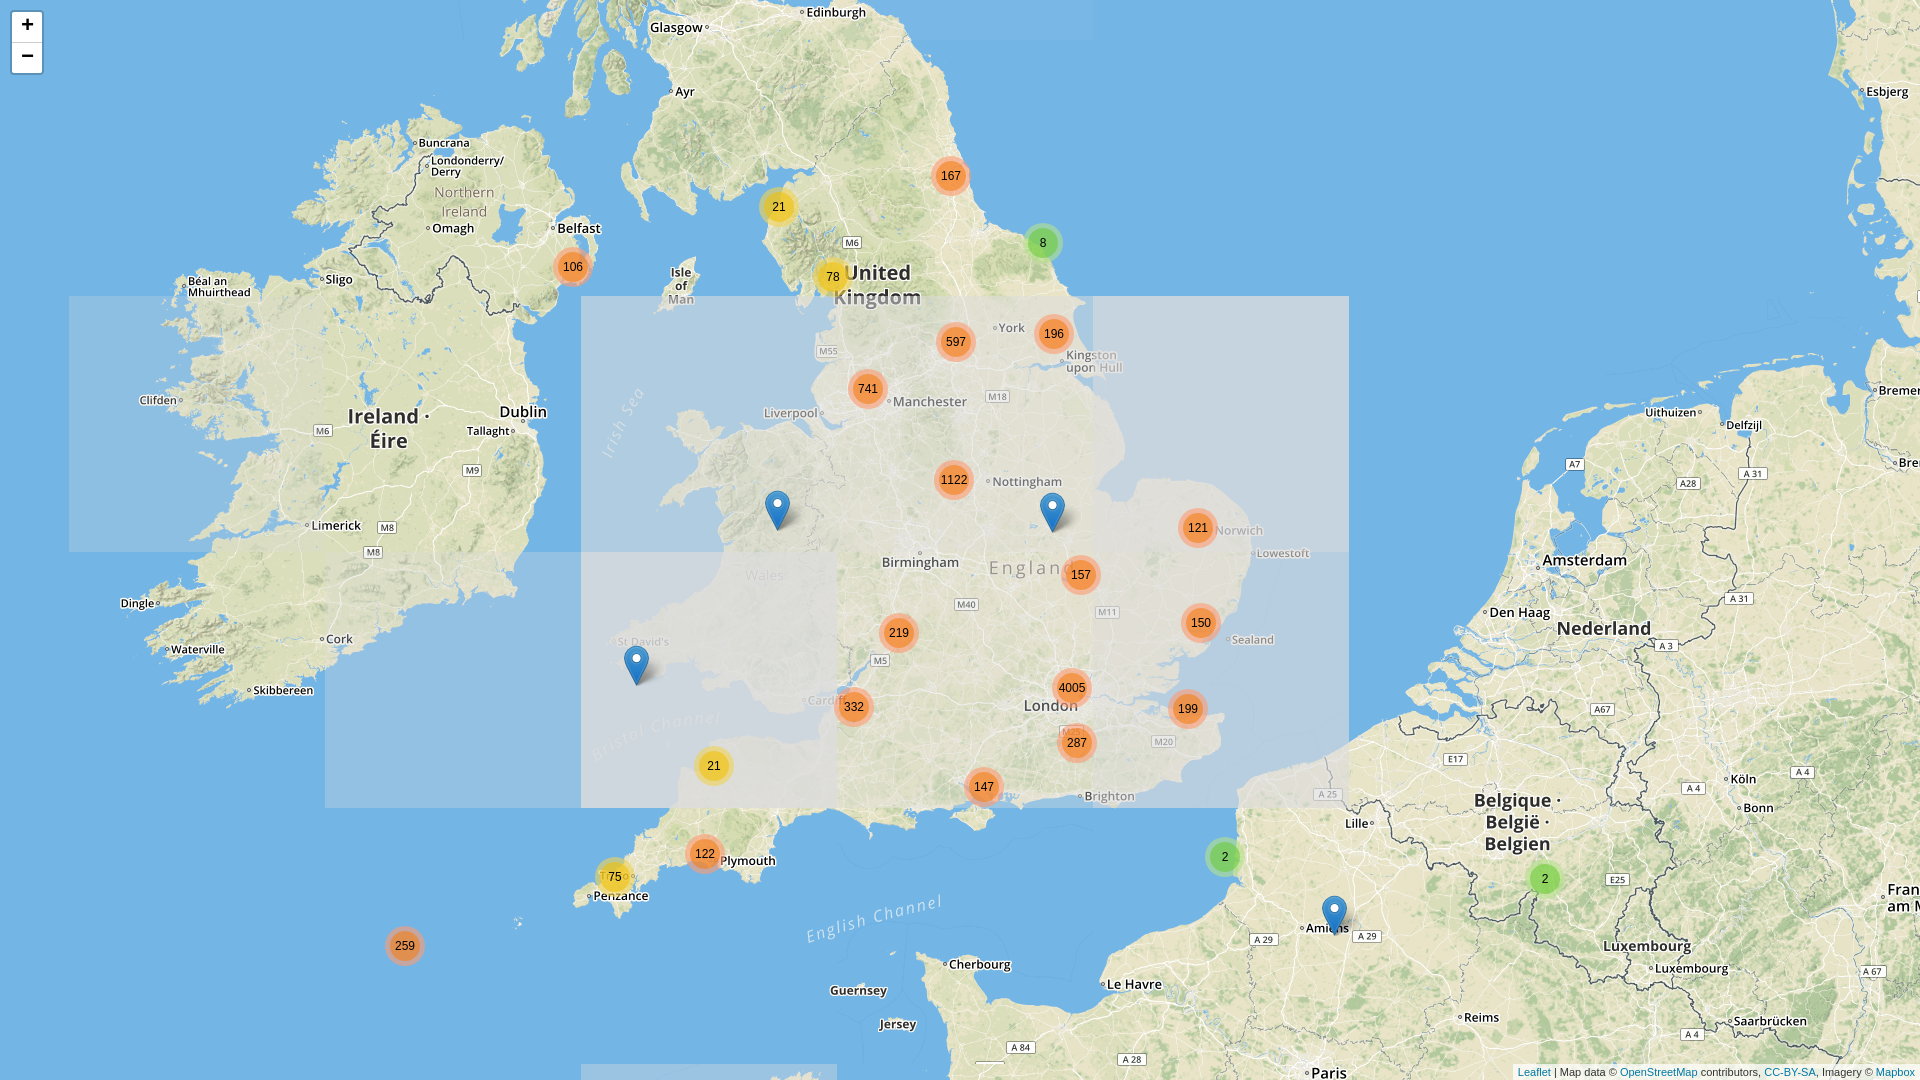 +
−
Edinburgh
Glasgow
Ayr
Esbjerg
Buncrana
Londonderry/
Derry
Northern
Ireland
Omagh
Belfast
167
21
8
M6
106
78
United
Kingdom
Isle
of
Man
Sligo
Béal an
Mhuirthead
York
196
597
M55
Kingston
upon Hull
741
Manchester
M18
Liverpool
Irish Sea
Clifden
Ireland ·
Éire
Dublin
Tallaght
M6
M9
Uithuizen
Delfzijl
Bremer
A7
A 31
A28
Bre
1122
Nottingham
121
Norwich
Lowestoft
Limerick
M8
M8
Birmingham
England
157
Wales
Amsterdam
Den Haag
A 31
Nederland
A 3
Dingle
Cork
Waterville
Skibbereen
M40
M11
219
150
Sealand
St David's
M5
4005
London
199
332
Cardiff
Bristol Channel
287
M20
21
147
Brighton
A67
E17
A 25
Köln
A 4
A 4
Bonn
Belgique ·
België ·
Belgien
Lille
122
Plymouth
75
Penzance
2
2
E25
Fran
am M
English Channel
259
Amiens
A 29
A 29
Luxembourg
Luxembourg
A 67
Cherbourg
Le Havre
Guernsey
Jersey
Reims
Saarbrücken
A 84
A 28
A 4
Paris
Leaflet | Map data © OpenStreetMap contributors, CC-BY-SA, Imagery © Mapbox